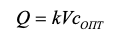 Q = kVc_ОПТ